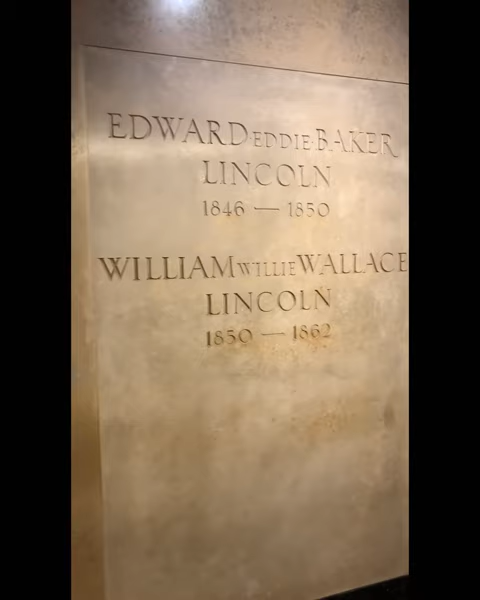 EDWARD·EDDIE·BAKER
LINCOLN
1846 — 1850
WILLIAM WILLIE WALLACE
LINCOLN
1850 — 1862